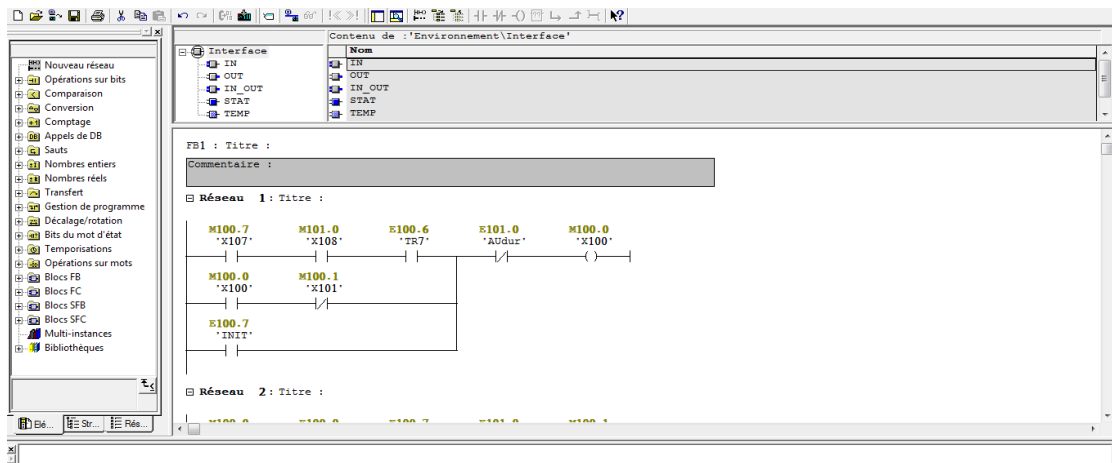 Contenu de :'Environnement\Interface'
Nouveau réseau
Opérations sur bits
Comparaison
Conversion
Comptage
Appels de DB
Sauts
Nombres entiers
Nombres réels
Transfert
Gestion de programme
Décalage/rotation
Bits du mot d'état
Temporisations
Opérations sur mots
Blocs FB
Blocs FC
Blocs SFB
Blocs SFC
Multi-instances
Bibliothèques
Elé... Str... Rés...
Interface
IN
OUT
IN_OUT
STAT
TEMP
Nom
IN
OUT
IN_OUT
STAT
TEMP
FB1 : Titre :
Commentaire :
Réseau 1 : Titre :
M100.7 M101.0 E100.6 E101.0 M100.0
"X107" "X108" "TR7" "AUdur" "X100"
M100.0 M100.1
"X100" "X101"
E100.7
"INIT"
Réseau 2 : Titre :